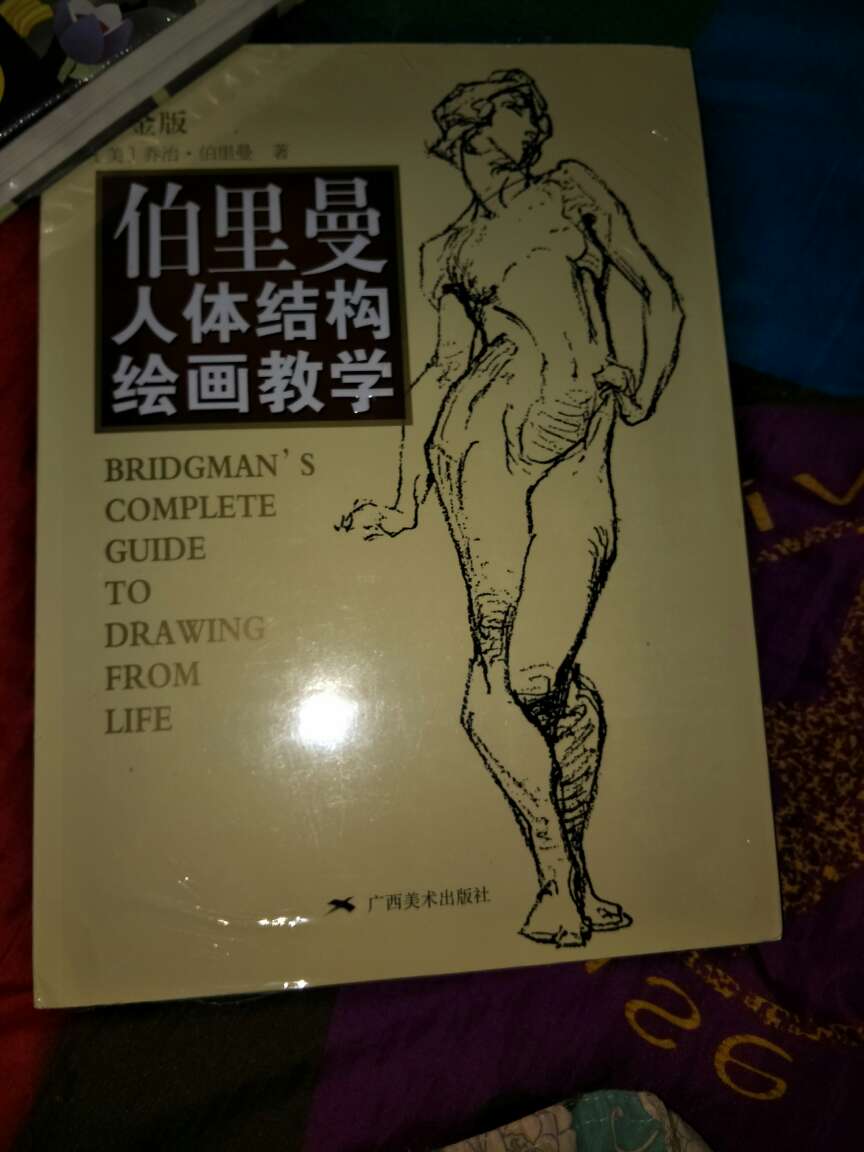 金版
[美]乔治·伯里曼 著
伯里曼
人体结构
绘画教学
BRIDGMAN'S
COMPLETE
GUIDE
TO
DRAWING
FROM
LIFE
广西美术出版社